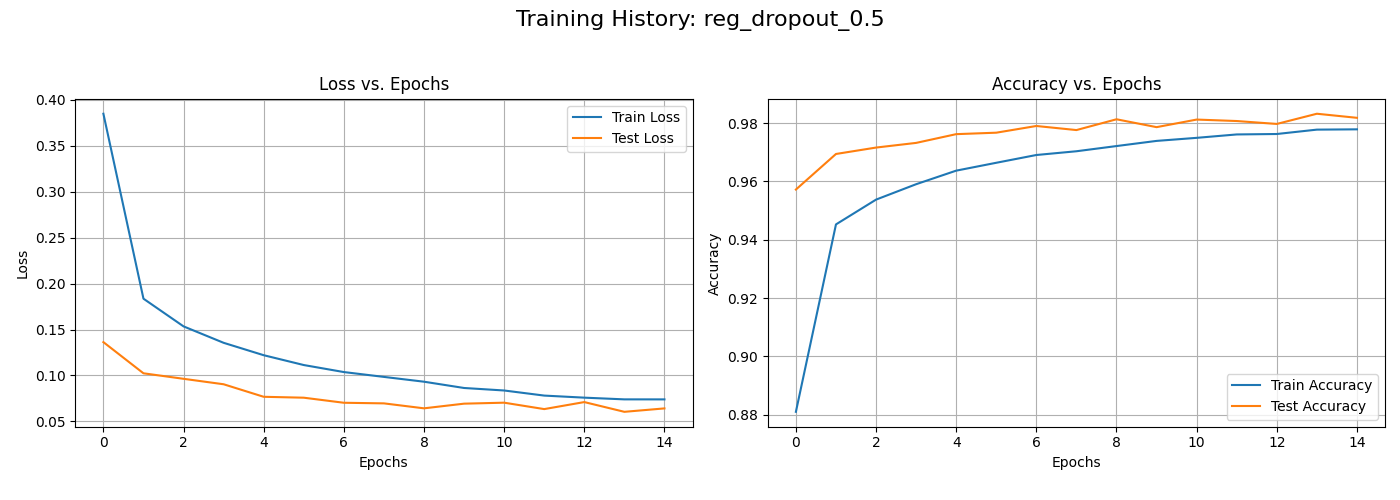 Training History: reg_dropout_0.5
Loss vs. Epochs
Loss
0.40
0.35
0.30
0.25
0.20
0.15
0.10
0.05
0 2 4 6 8 10 12 14
Epochs
Train Loss
Test Loss
Accuracy vs. Epochs
Accuracy
0.98
0.96
0.94
0.92
0.90
0.88
0 2 4 6 8 10 12 14
Epochs
Train Accuracy
Test Accuracy